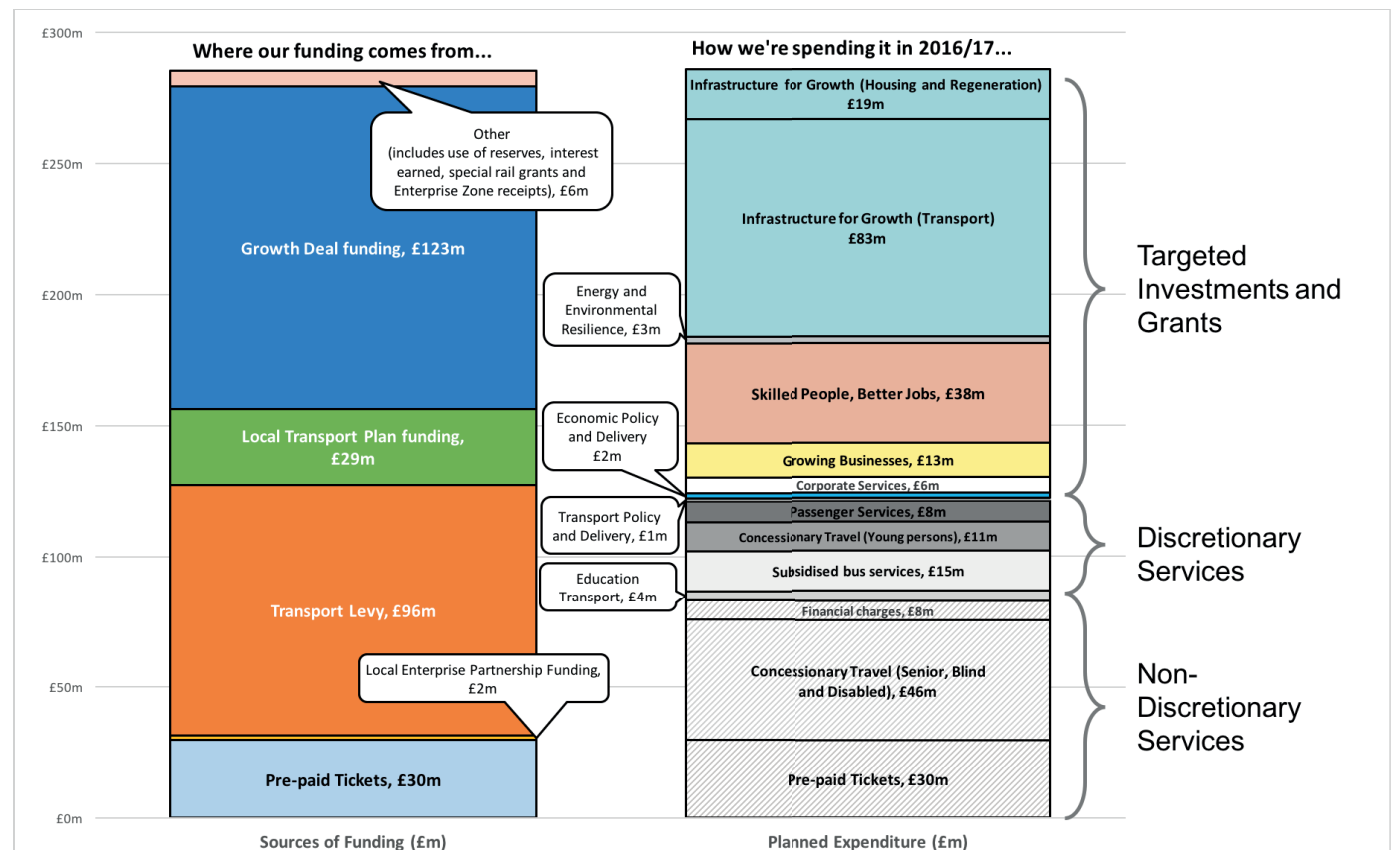 Where our funding comes from...
How we're spending it in 2016/17...
£300m
£250m
£200m
£150m
£100m
£50m
£0m
Other
(includes use of reserves, interest
earned, special rail grants and
Enterprise Zone receipts), £6m
Growth Deal funding, £123m
Local Transport Plan funding,
£29m
Transport Levy, £96m
Local Enterprise Partnership Funding,
£2m
Pre-paid Tickets, £30m
Sources of Funding (£m)
Infrastructure for Growth (Housing and Regeneration)
£19m
Infrastructure for Growth (Transport)
£83m
Energy and
Environmental
Resilience, £3m
Skilled People, Better Jobs, £38m
Growing Businesses, £13m
Corporate Services, £6m
Economic Policy
and Delivery
£2m
Transport Policy
and Delivery, £1m
Passenger Services, £8m
Concessionary Travel (Young persons), £11m
Subsidised bus services, £15m
Education
Transport, £4m
Financial charges, £8m
Concessionary Travel (Senior, Blind
and Disabled), £46m
Pre-paid Tickets, £30m
Planned Expenditure (£m)
Targeted
Investments and
Grants
Discretionary
Services
Non-
Discretionary
Services